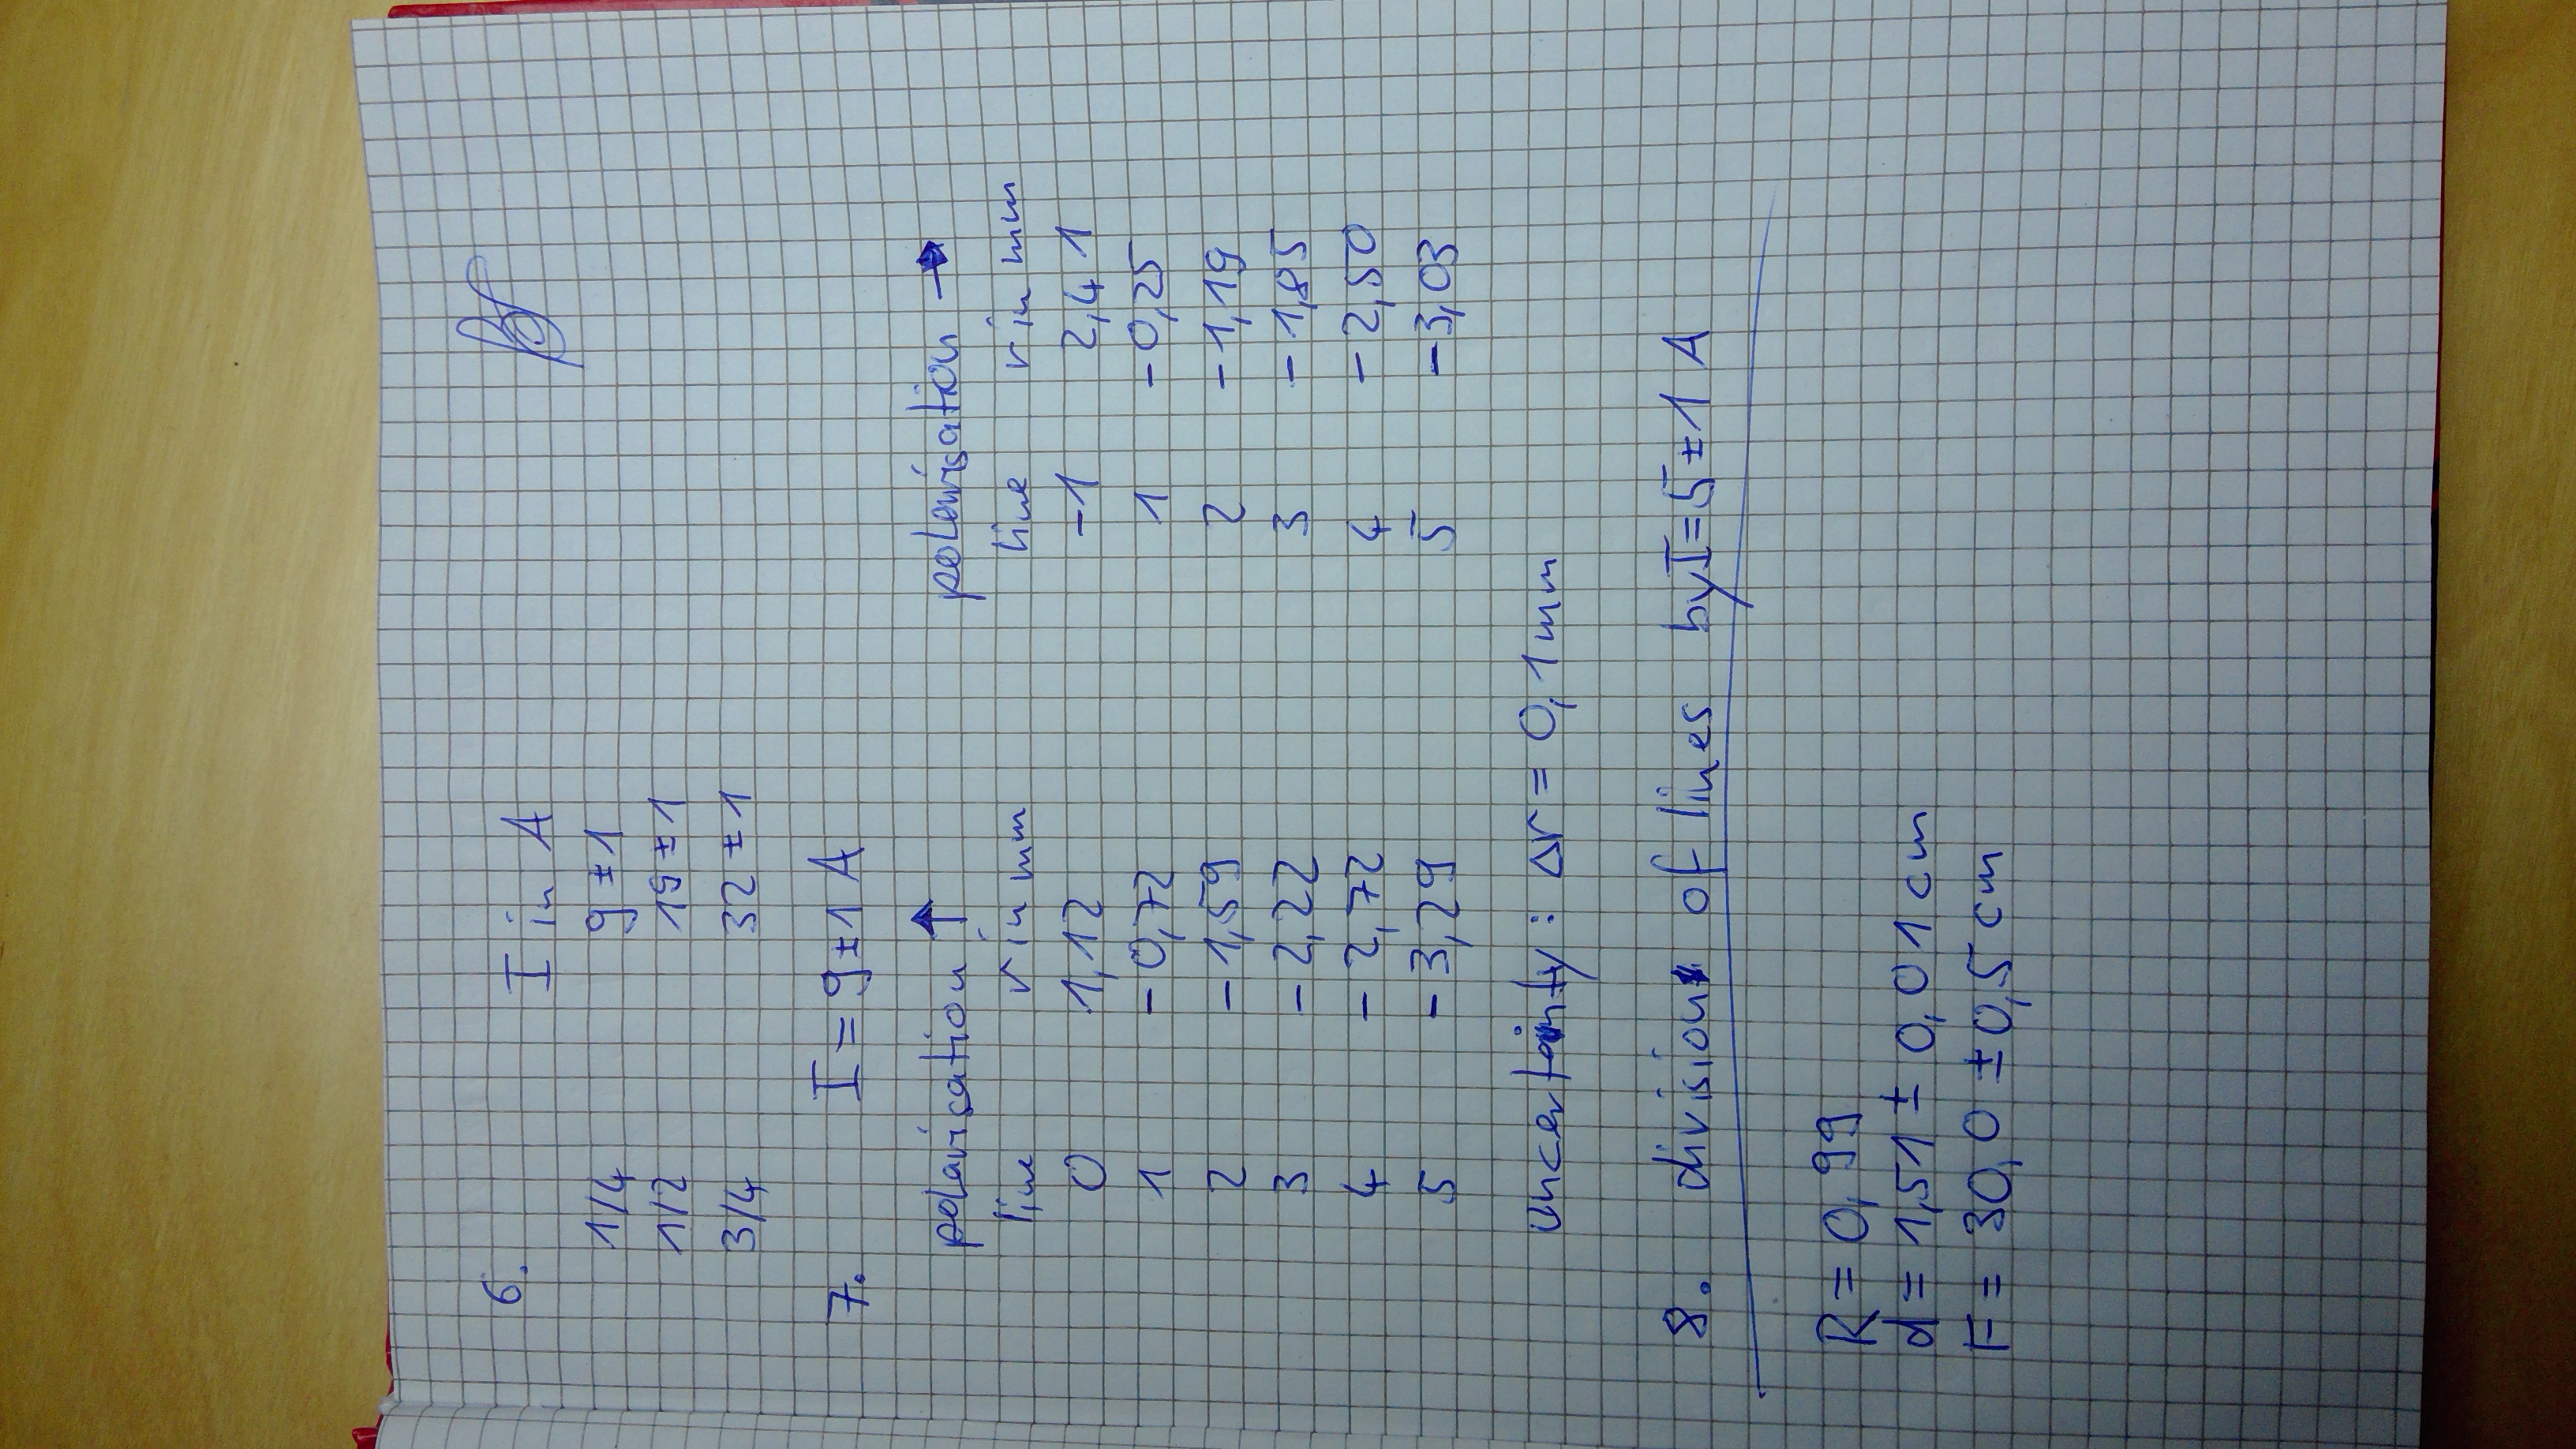 6.
I in A
1/4 9 ± 1
1/2 19 ± 1
3/4 32 ± 1
7. I = 9 ± 1 A
polarisation ↑ polarisation →
line r in mm line r in mm
0 1,12 -1 2,41
1 - 0,72 1 - 0,25
2 - 1,59 2 - 1,19
3 - 2,22 3 - 1,85
4 - 2,72 4 - 2,50
5 - 3,29 5 - 3,03
uncertainty : Δr = 0,1 mm
8. division of lines by I = 5 ± 1 A
R = 0,99
d = 1,51 ± 0,01 cm
F = 30,0 ± 0,5 cm